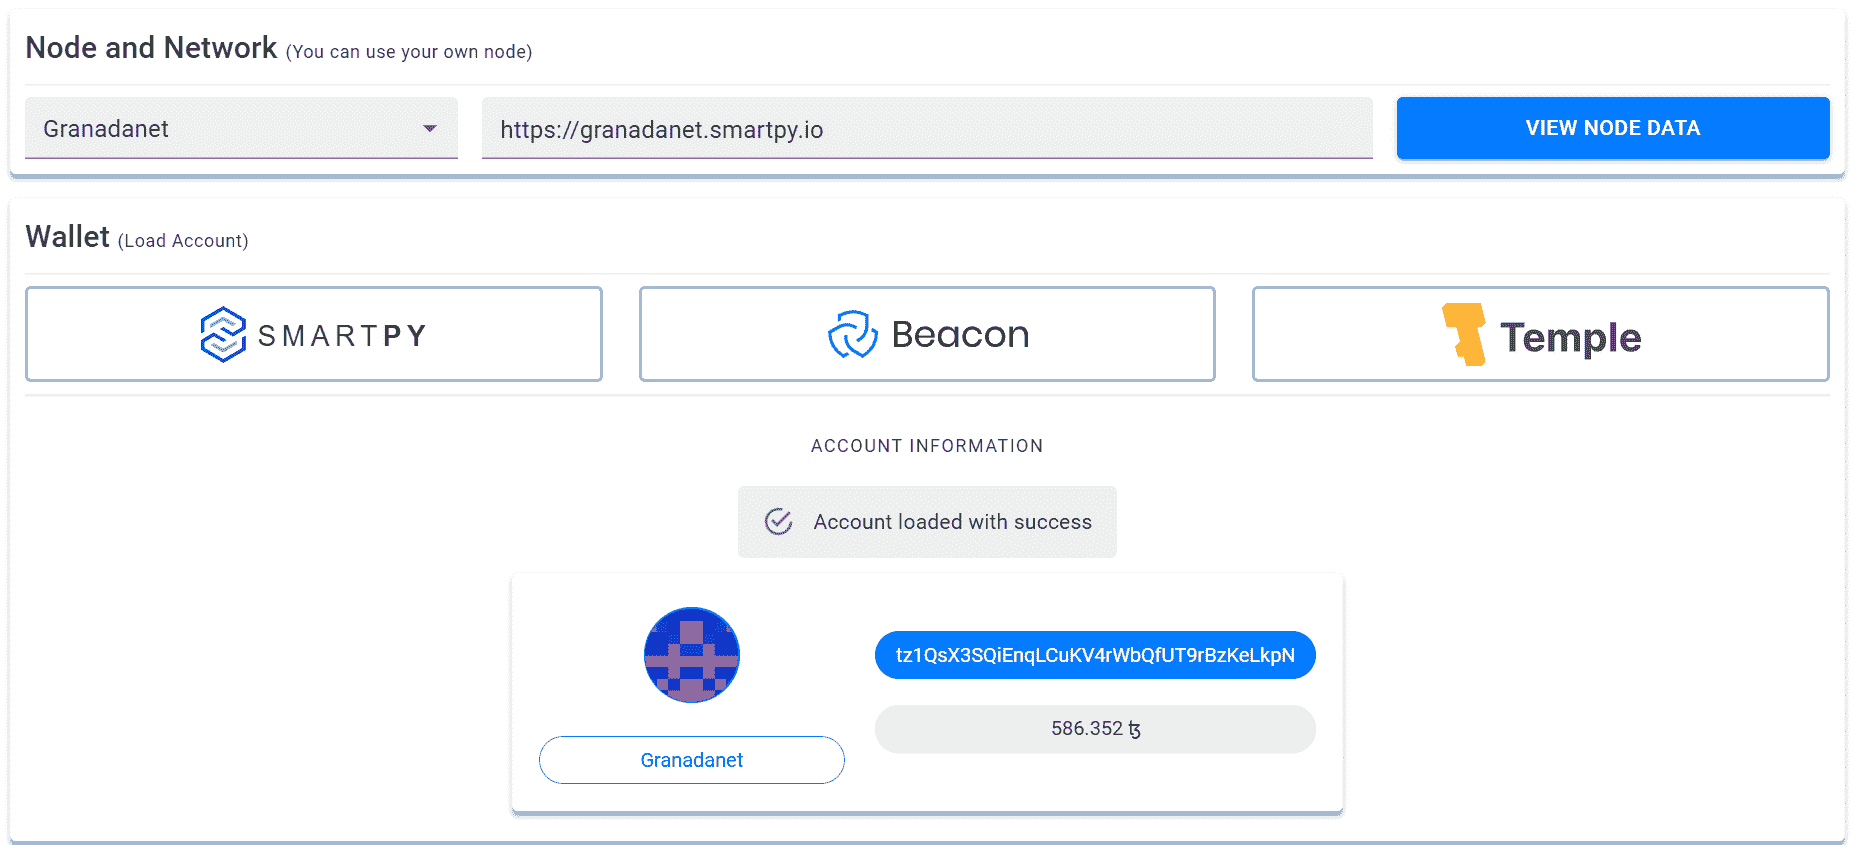 Node and Network (You can use your own node)
Granadanet
https://granadanet.smartpy.io
VIEW NODE DATA
Wallet (Load Account)
SMARTPY
Beacon
Temple
ACCOUNT INFORMATION
Account loaded with success
tz1QsX3SQiEnqLCuKV4rWbQfUT9rBzKeLkpN
586.352 ꜩ
Granadanet